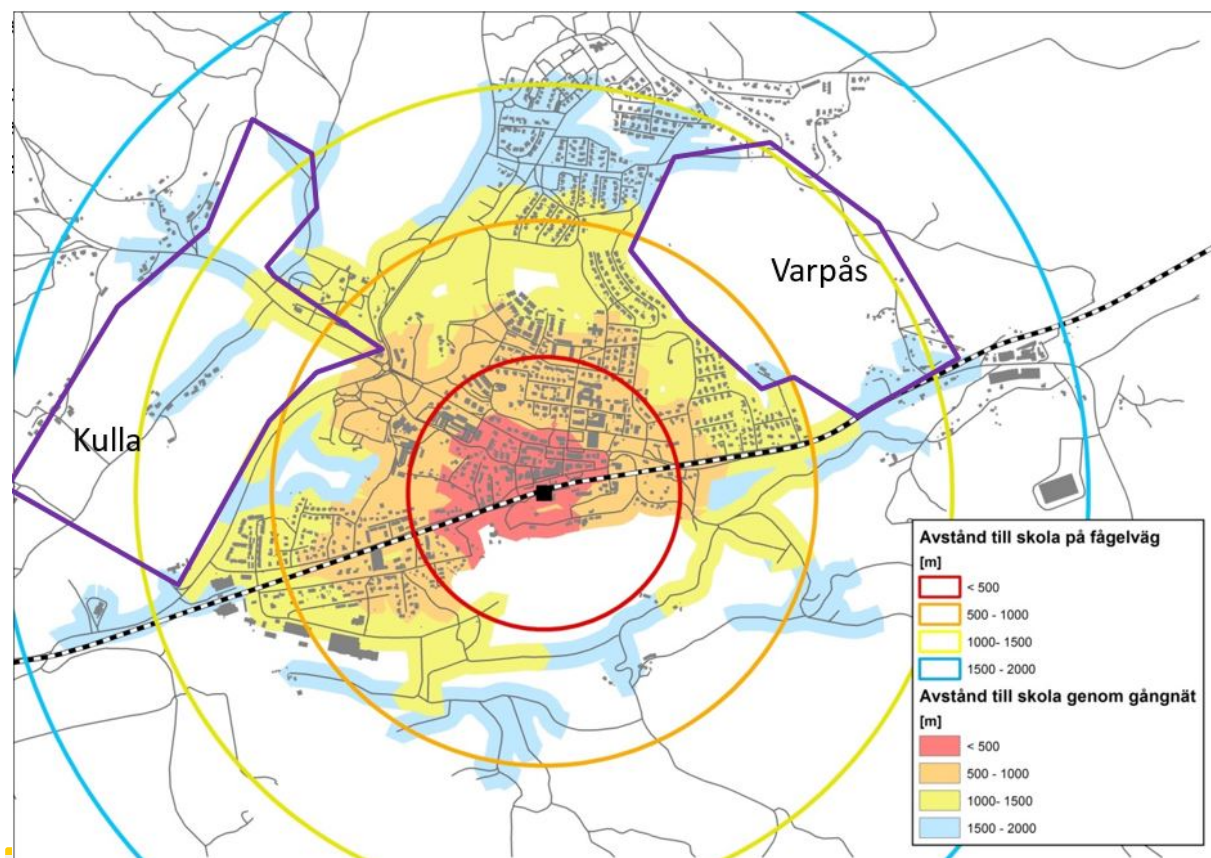 Varpås
Kulla
Avstånd till skola på fågelväg
[m]
< 500
500 - 1000
1000- 1500
1500 - 2000
Avstånd till skola genom gångnät
[m]
< 500
500 - 1000
1000- 1500
1500 - 2000